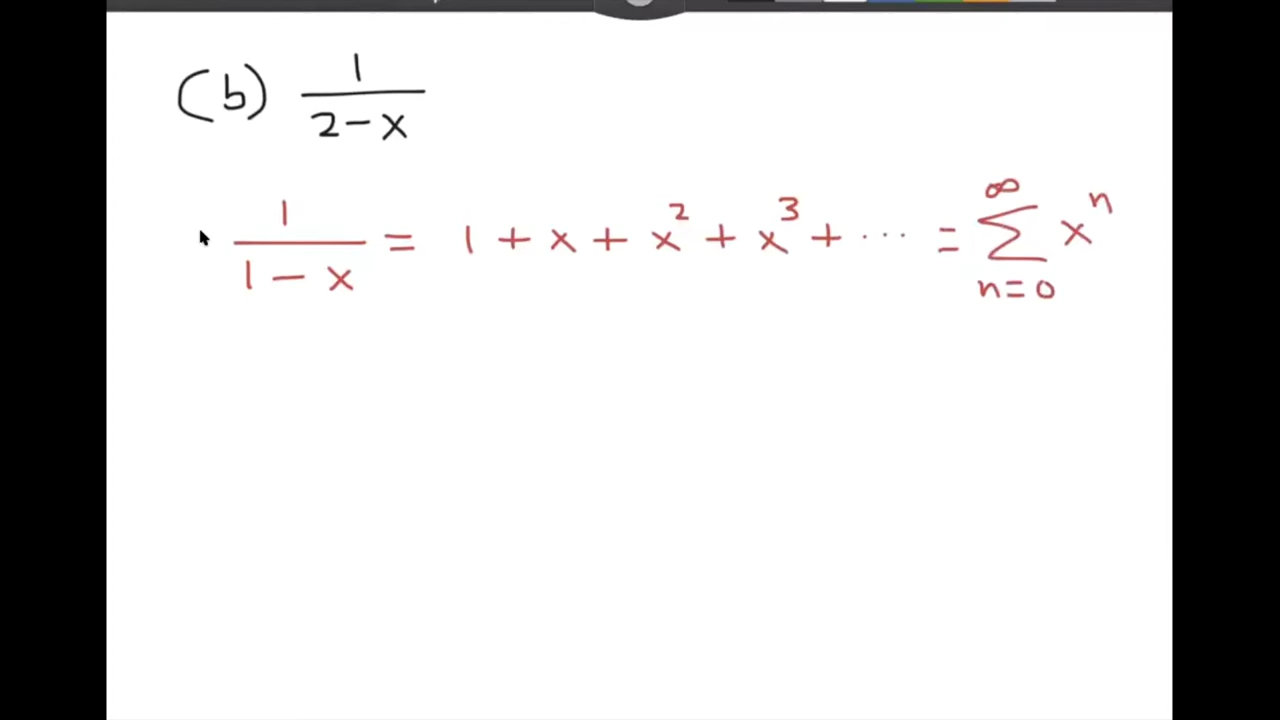 (b) 1/(2-x)
1/(1-x) = 1 + x + x² + x³ + ··· = ∑_{n=0}^{∞} xⁿ